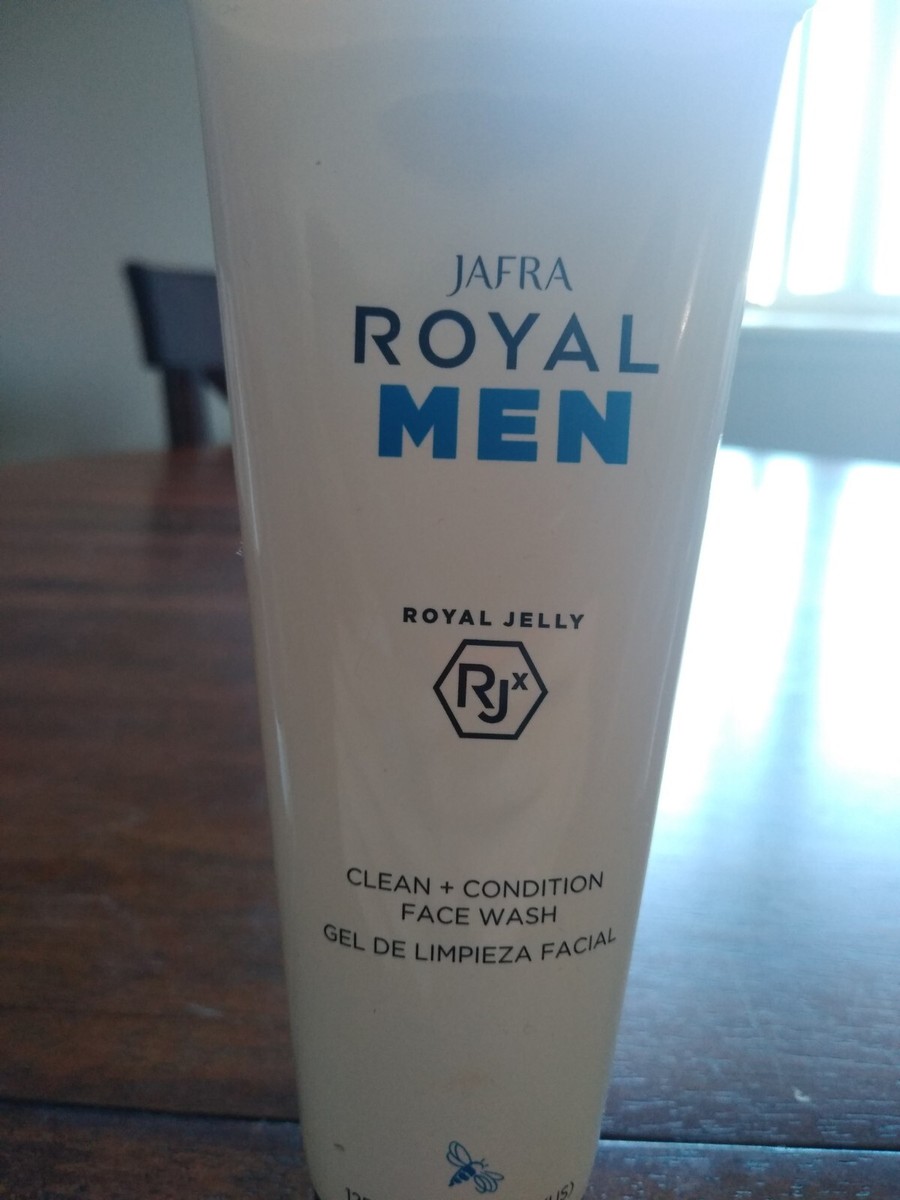 JAFRA
ROYAL
MEN
ROYAL JELLY
RJx
CLEAN + CONDITION
FACE WASH
GEL DE LIMPIEZA FACIAL